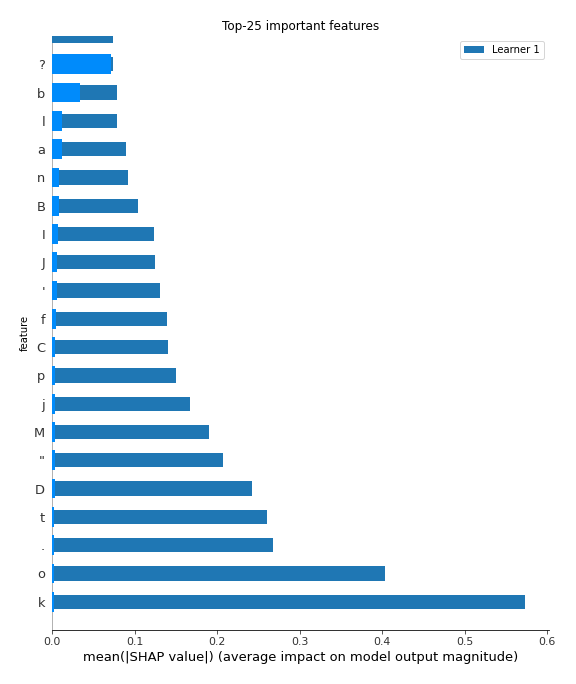 Top-25 important features
Learner 1
?
b
l
a
n
B
I
J
'
f
C
p
j
M
"
D
t
.
o
k
feature
0.0 0.1 0.2 0.3 0.4 0.5 0.6
mean(|SHAP value|) (average impact on model output magnitude)